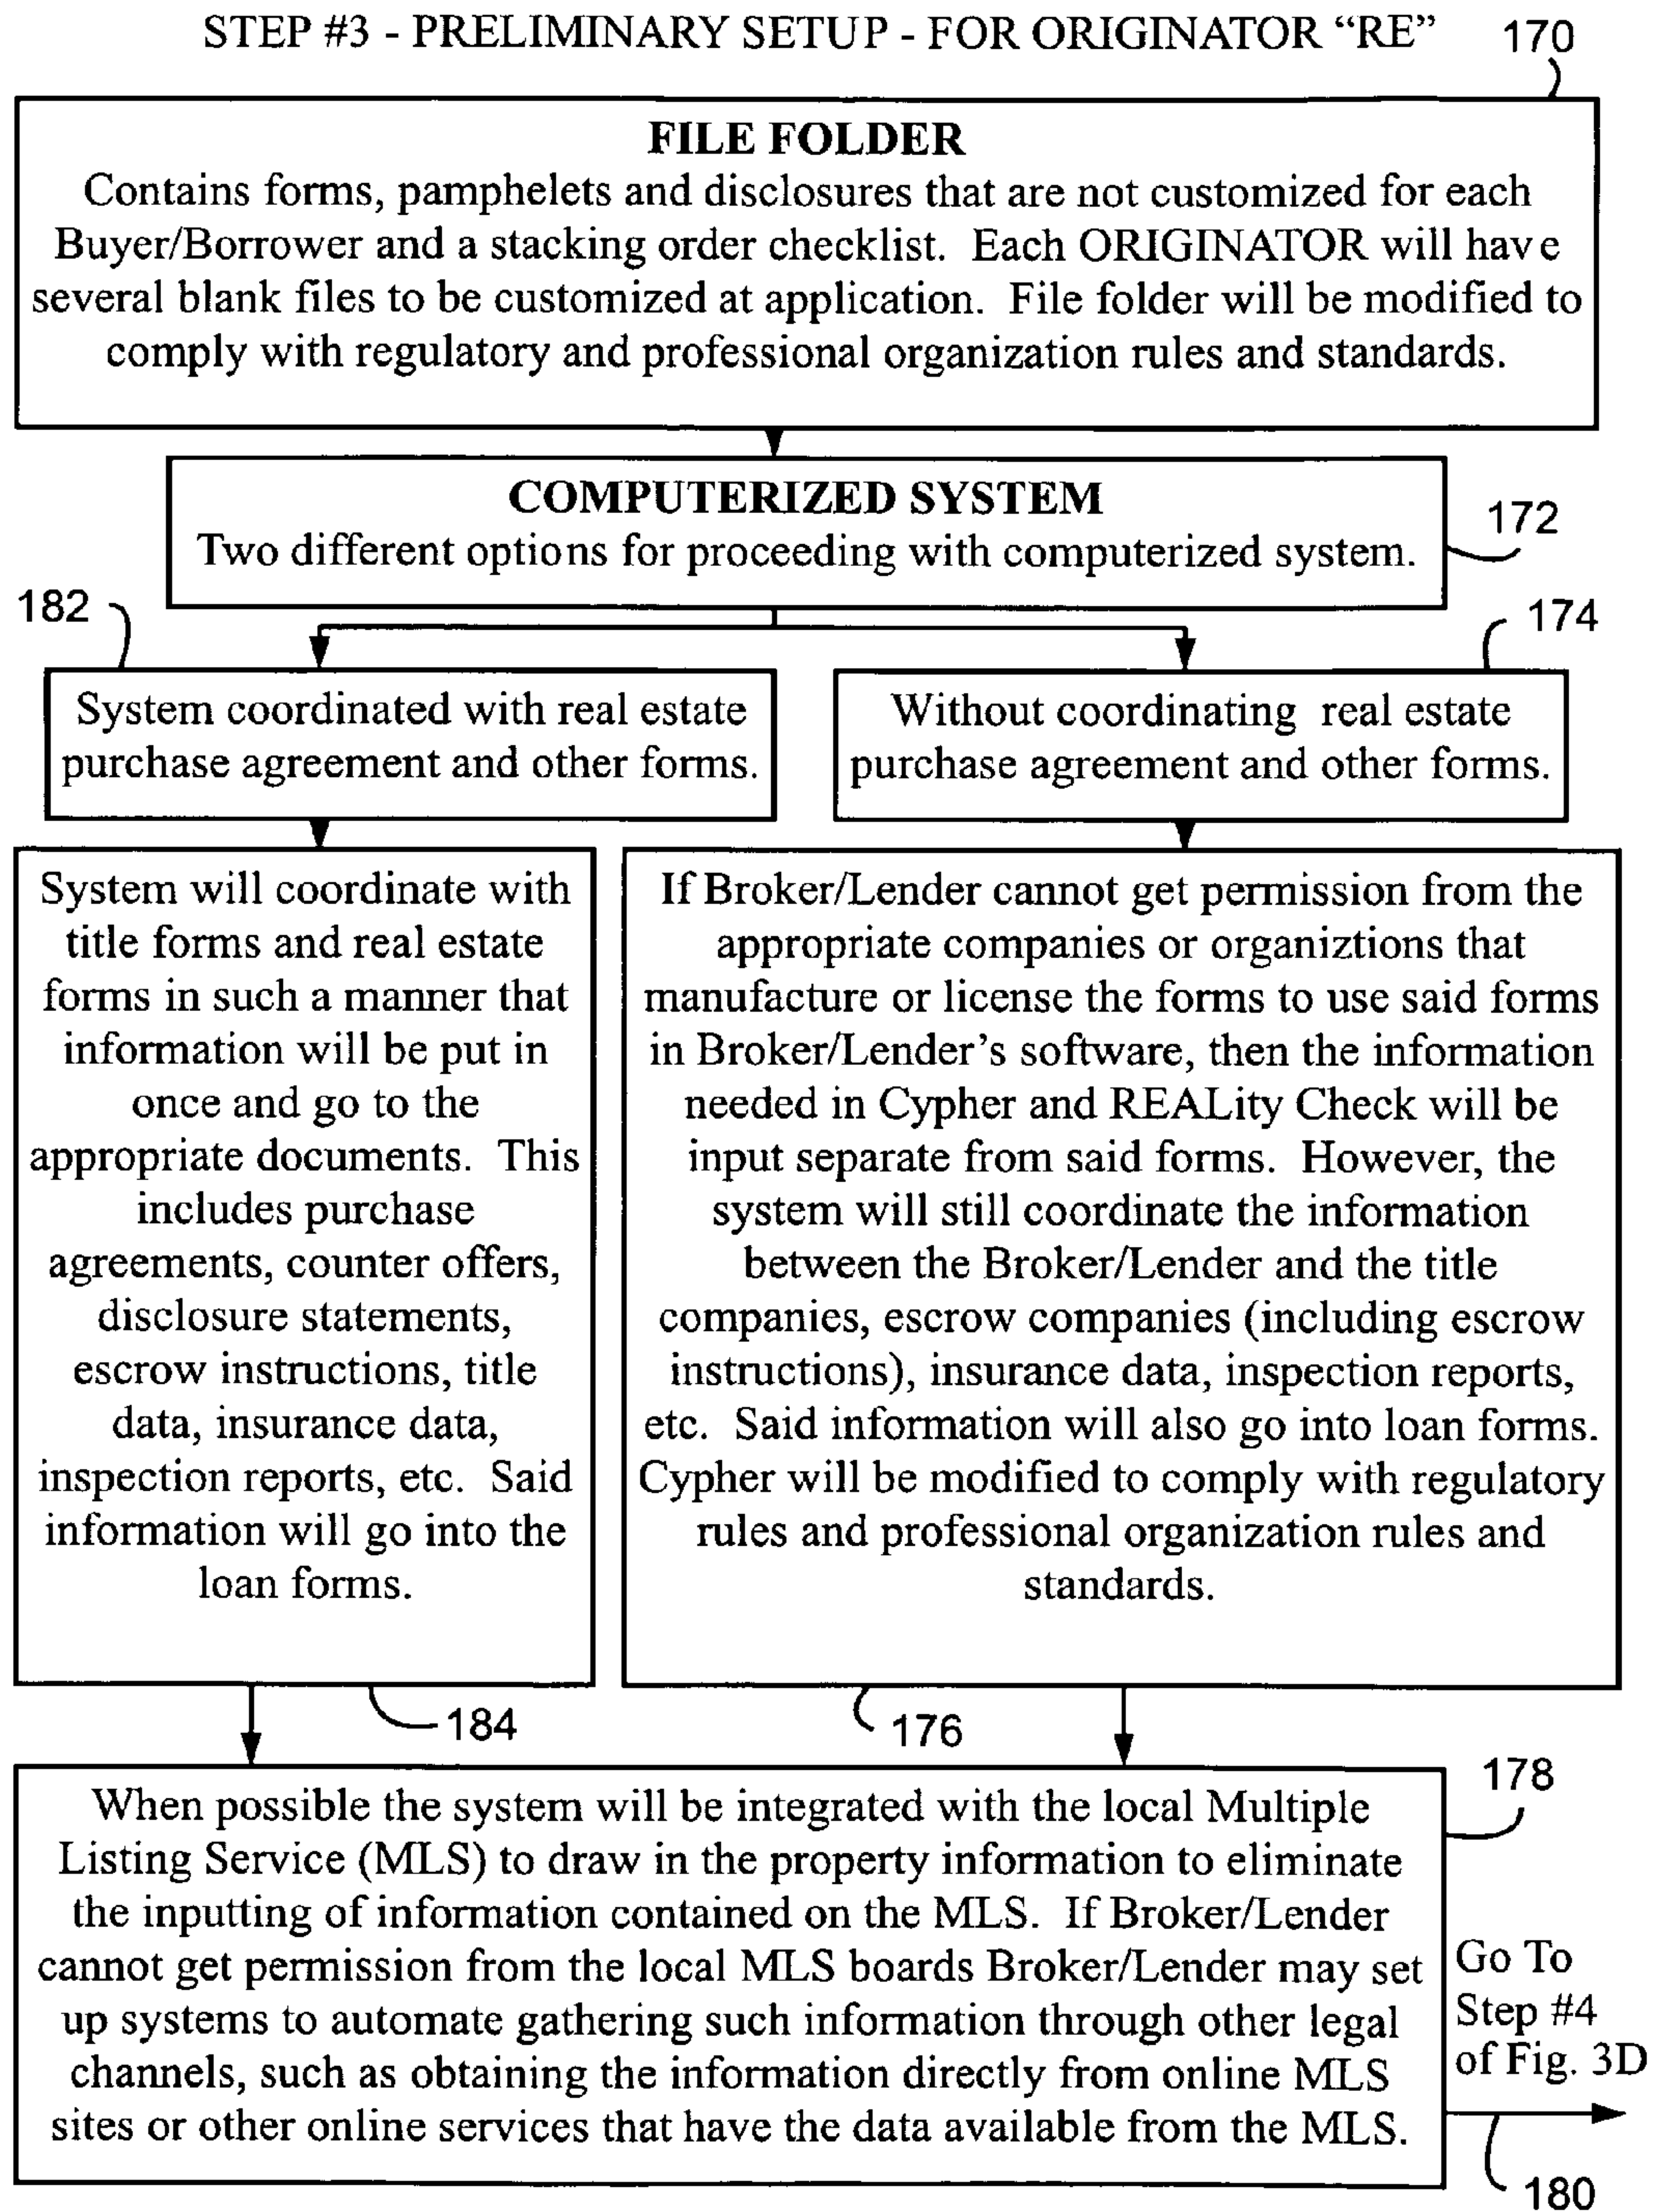 STEP #3 - PRELIMINARY SETUP - FOR ORIGINATOR “RE”
170
FILE FOLDER
Contains forms, pamphelets and disclosures that are not customized for each
Buyer/Borrower and a stacking order checklist. Each ORIGINATOR will have
several blank files to be customized at application. File folder will be modified to
comply with regulatory and professional organization rules and standards.
COMPUTERIZED SYSTEM
Two different options for proceeding with computerized system.
172
182
174
System coordinated with real estate
purchase agreement and other forms.
Without coordinating real estate
purchase agreement and other forms.
System will coordinate with
title forms and real estate
forms in such a manner that
information will be put in
once and go to the
appropriate documents. This
includes purchase
agreements, counter offers,
disclosure statements,
escrow instructions, title
data, insurance data,
inspection reports, etc. Said
information will go into the
loan forms.
184
If Broker/Lender cannot get permission from the
appropriate companies or organiztions that
manufacture or license the forms to use said forms
in Broker/Lender’s software, then the information
needed in Cypher and REALity Check will be
input separate from said forms. However, the
system will still coordinate the information
between the Broker/Lender and the title
companies, escrow companies (including escrow
instructions), insurance data, inspection reports,
etc. Said information will also go into loan forms.
Cypher will be modified to comply with regulatory
rules and professional organization rules and
standards.
176
178
When possible the system will be integrated with the local Multiple
Listing Service (MLS) to draw in the property information to eliminate
the inputting of information contained on the MLS. If Broker/Lender
cannot get permission from the local MLS boards Broker/Lender may set
up systems to automate gathering such information through other legal
channels, such as obtaining the information directly from online MLS
sites or other online services that have the data available from the MLS.
Go To
Step #4
of Fig. 3D
180